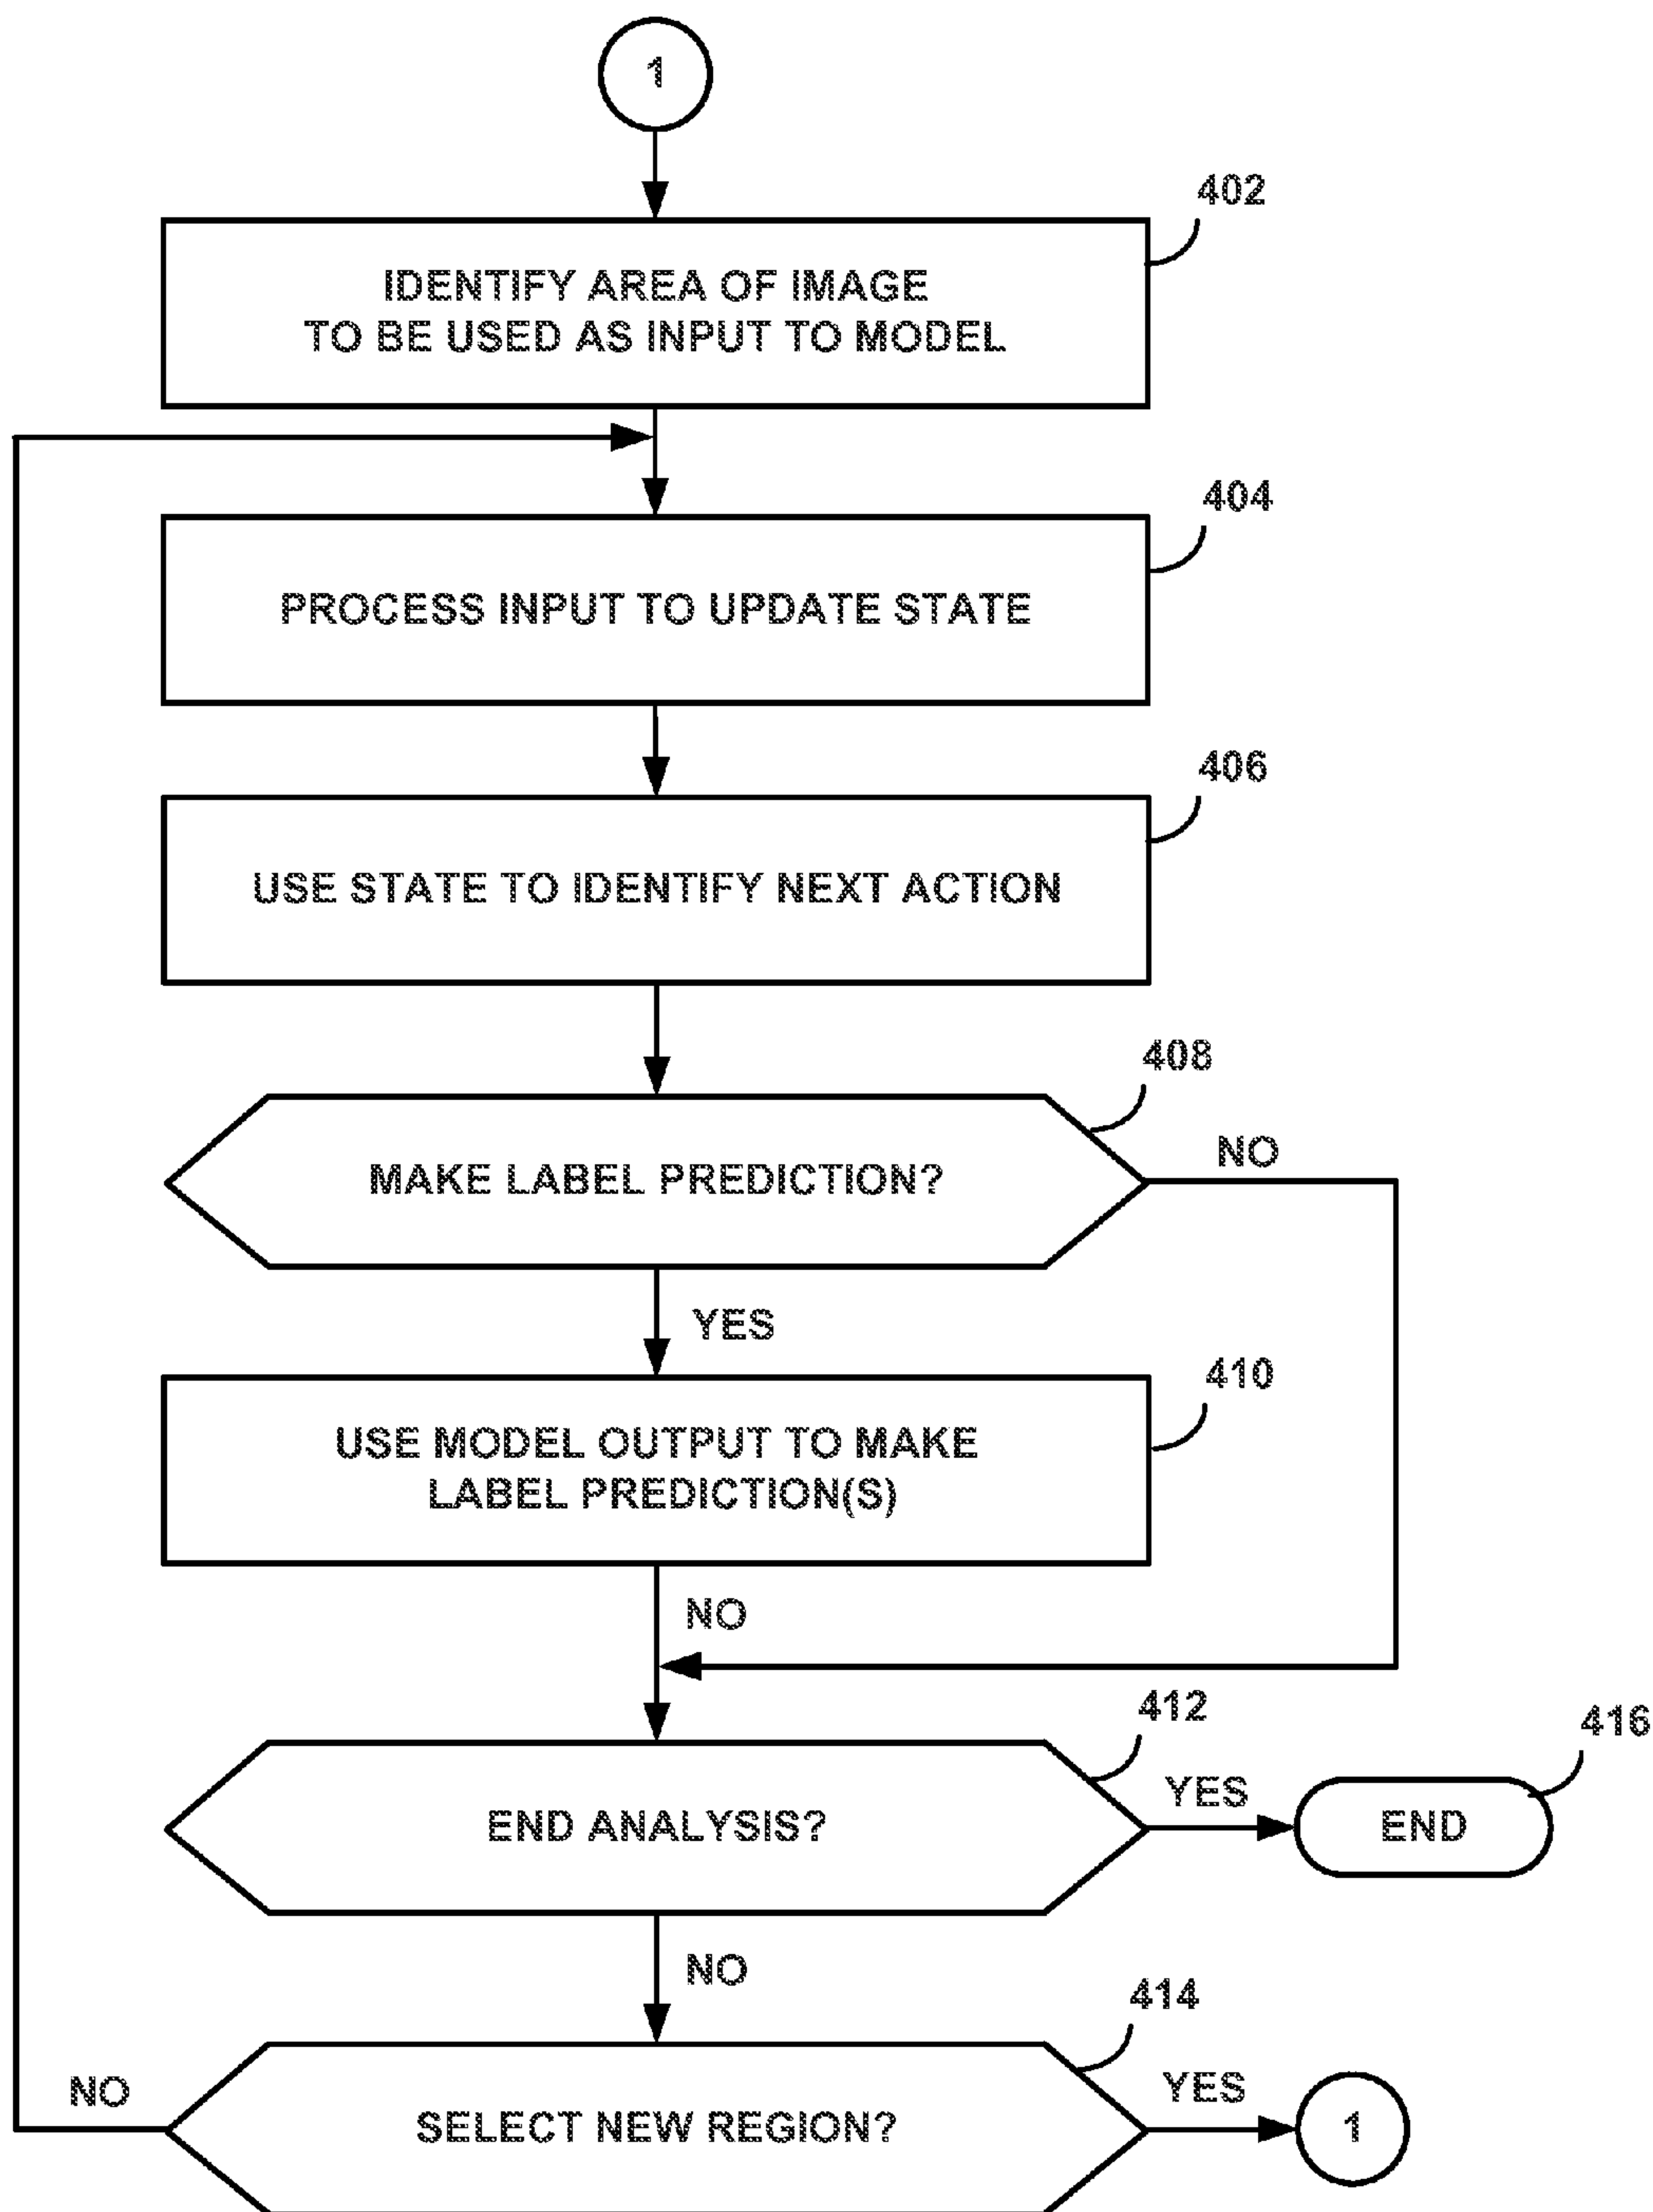 1
402
IDENTIFY AREA OF IMAGE
TO BE USED AS INPUT TO MODEL
404
PROCESS INPUT TO UPDATE STATE
406
USE STATE TO IDENTIFY NEXT ACTION
408
MAKE LABEL PREDICTION?
NO
YES
410
USE MODEL OUTPUT TO MAKE
LABEL PREDICTION(S)
NO
412
416
END ANALYSIS?
YES
END
NO
414
NO
SELECT NEW REGION?
YES
1